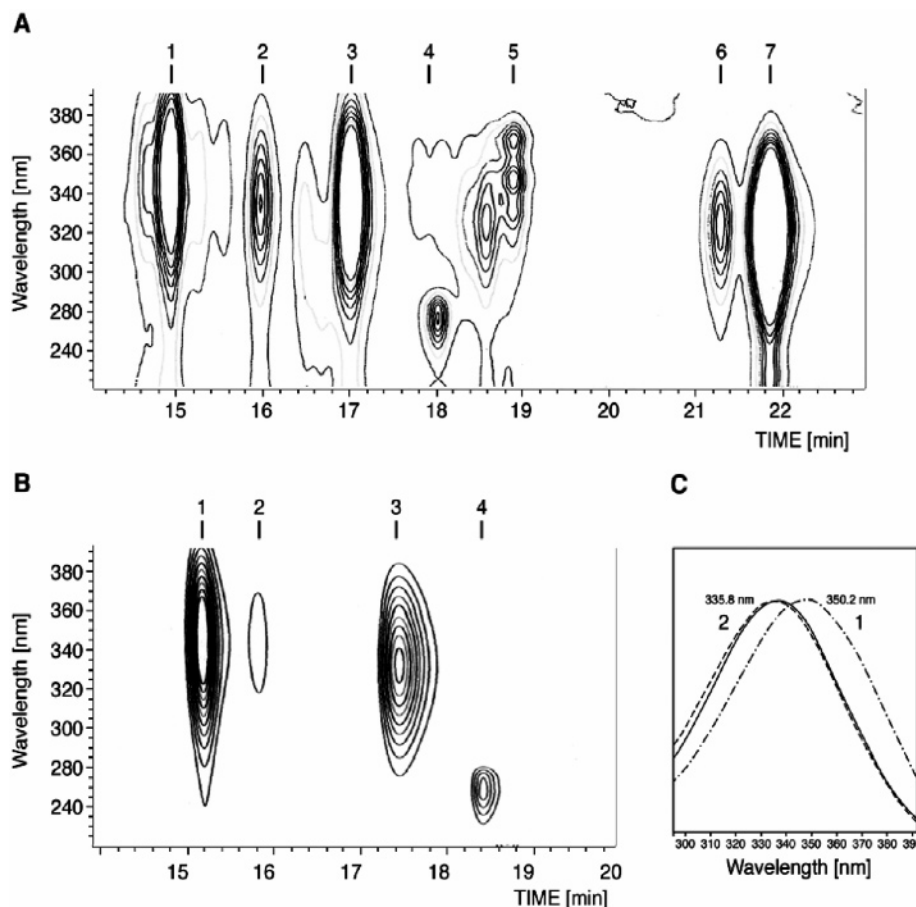 A
1 2 3 4 5 6 7
Wavelength [nm]
380
360
340
320
300
280
240
15 16 17 18 19 20 21 22
TIME [min]
B
1 2 3 4
Wavelength [nm]
380
360
340
320
300
280
240
15 16 17 18 19 20
TIME [min]
C
335.8 nm 350.2 nm
2 1
300 310 320 330 340 350 360 370 380 39
Wavelength [nm]